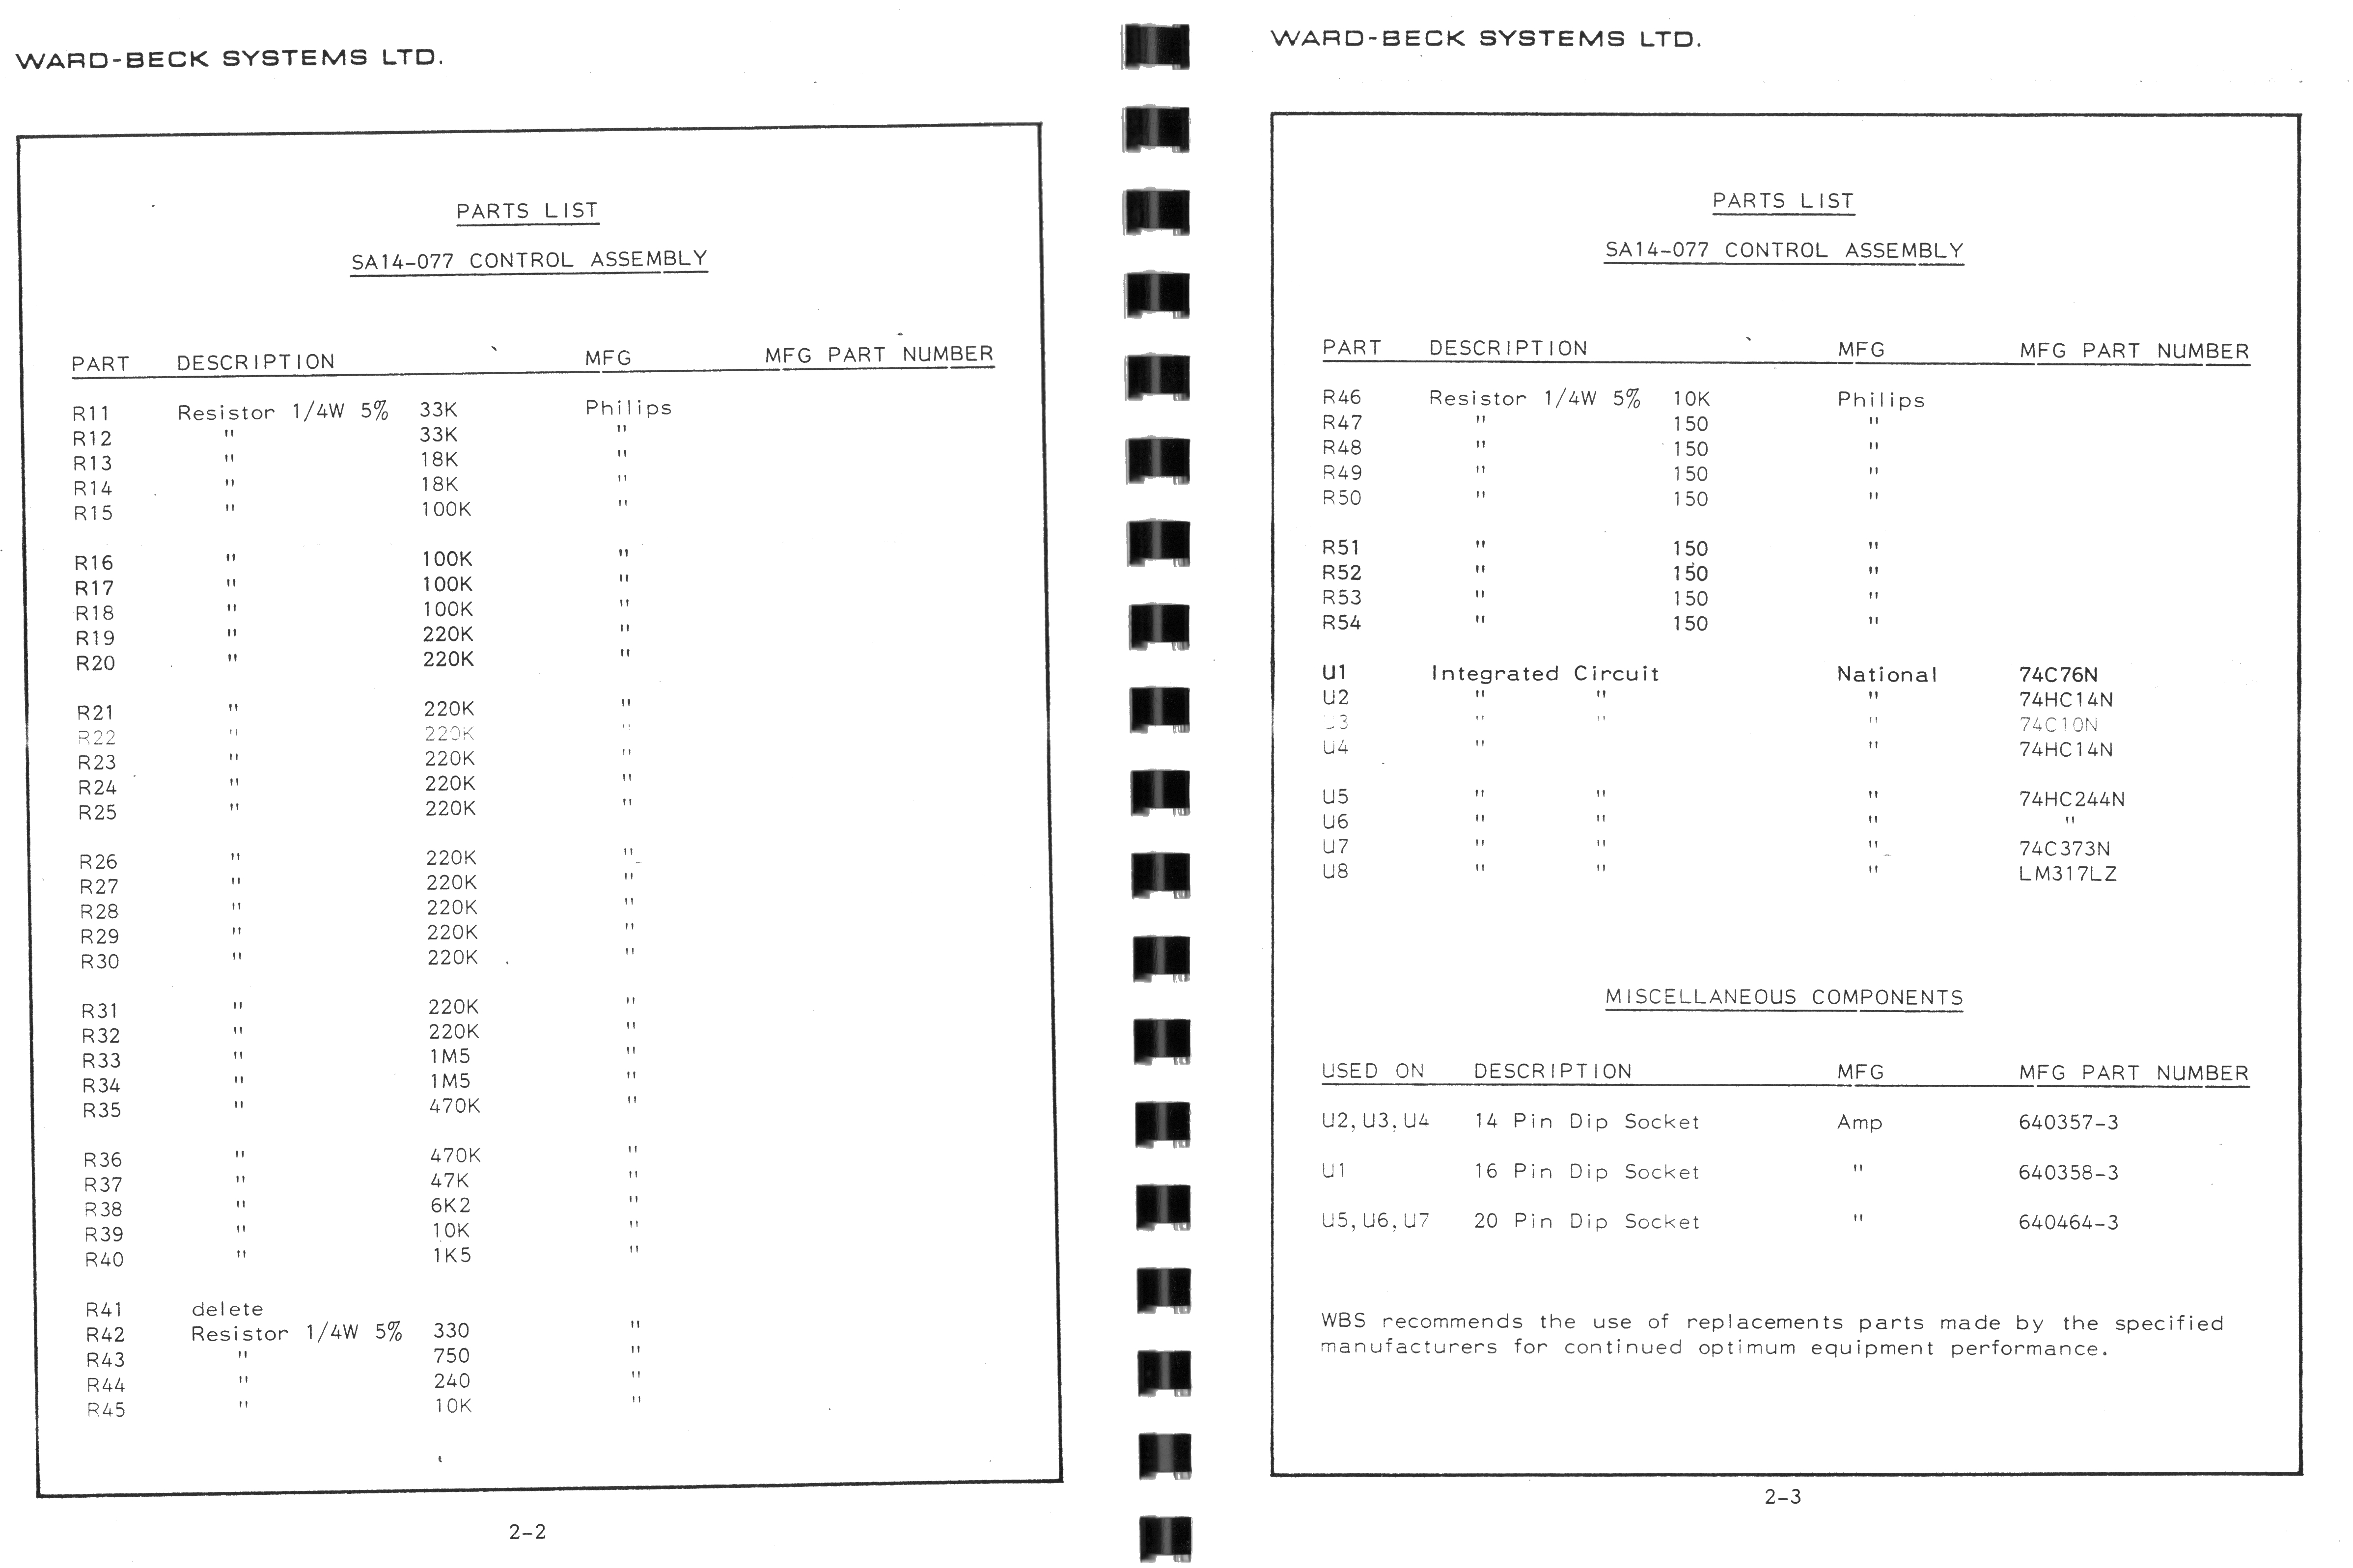 WARD-BECK SYSTEMS LTD.
PARTS LIST
SA14-077 CONTROL ASSEMBLY
PART DESCRIPTION MFG MFG PART NUMBER
R11 Resistor 1/4W 5% 33K Philips
R12 " 33K "
R13 " 18K "
R14 " 18K "
R15 " 100K "
R16 " 100K "
R17 " 100K "
R18 " 100K "
R19 " 220K "
R20 " 220K "
R21 " 220K "
R22 " 220K "
R23 " 220K "
R24 " 220K "
R25 " 220K "
R26 " 220K "
R27 " 220K "
R28 " 220K "
R29 " 220K "
R30 " 220K "
R31 " 220K "
R32 " 220K "
R33 " 1M5 "
R34 " 1M5 "
R35 " 470K "
R36 " 470K "
R37 " 47K "
R38 " 6K2 "
R39 " 10K "
R40 " 1K5 "
R41 delete
R42 Resistor 1/4W 5% 330 "
R43 " 750 "
R44 " 240 "
R45 " 10K "
2-2
WARD-BECK SYSTEMS LTD.
PARTS LIST
SA14-077 CONTROL ASSEMBLY
PART DESCRIPTION MFG MFG PART NUMBER
R46 Resistor 1/4W 5% 10K Philips
R47 " 150 "
R48 " 150 "
R49 " 150 "
R50 " 150 "
R51 " 150 "
R52 " 150 "
R53 " 150 "
R54 " 150 "
U1 Integrated Circuit National 74C76N
U2 " " " 74HC14N
U3 " " " 74C10N
U4 " " 74HC14N
U5 " " " 74HC244N
U6 " " " "
U7 " " " 74C373N
U8 " " " LM317LZ
MISCELLANEOUS COMPONENTS
USED ON DESCRIPTION MFG MFG PART NUMBER
U2,U3,U4 14 Pin Dip Socket Amp 640357-3
U1 16 Pin Dip Socket " 640358-3
U5,U6,U7 20 Pin Dip Socket " 640464-3
WBS recommends the use of replacements parts made by the specified
manufacturers for continued optimum equipment performance.
2-3